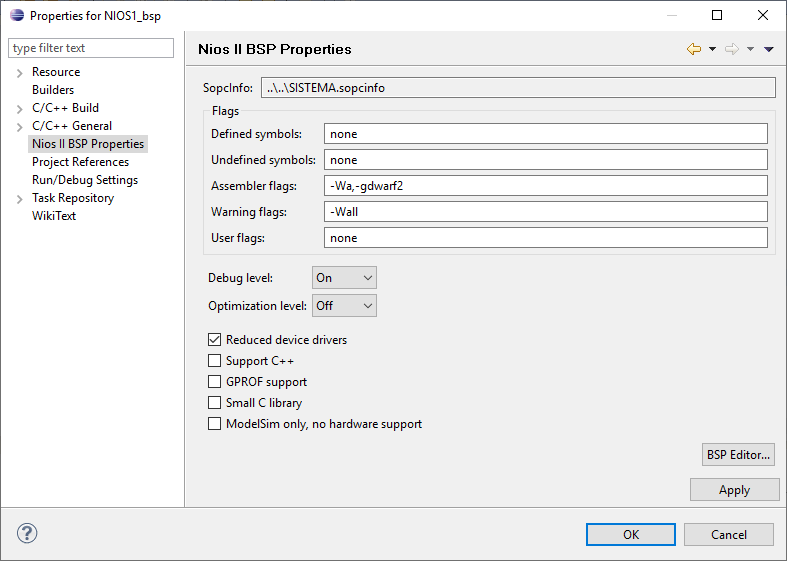 Properties for NIOS1_bsp
type filter text
Resource
Builders
C/C++ Build
C/C++ General
Nios II BSP Properties
Project References
Run/Debug Settings
Task Repository
WikiText
Nios II BSP Properties
SopcInfo: ..\..\SISTEMA.sopcinfo
Flags
Defined symbols: none
Undefined symbols: none
Assembler flags: -Wa,-gdwarf2
Warning flags: -Wall
User flags: none
Debug level: On
Optimization level: Off
Reduced device drivers
Support C++
GPROF support
Small C library
ModelSim only, no hardware support
BSP Editor...
Apply
? OK Cancel